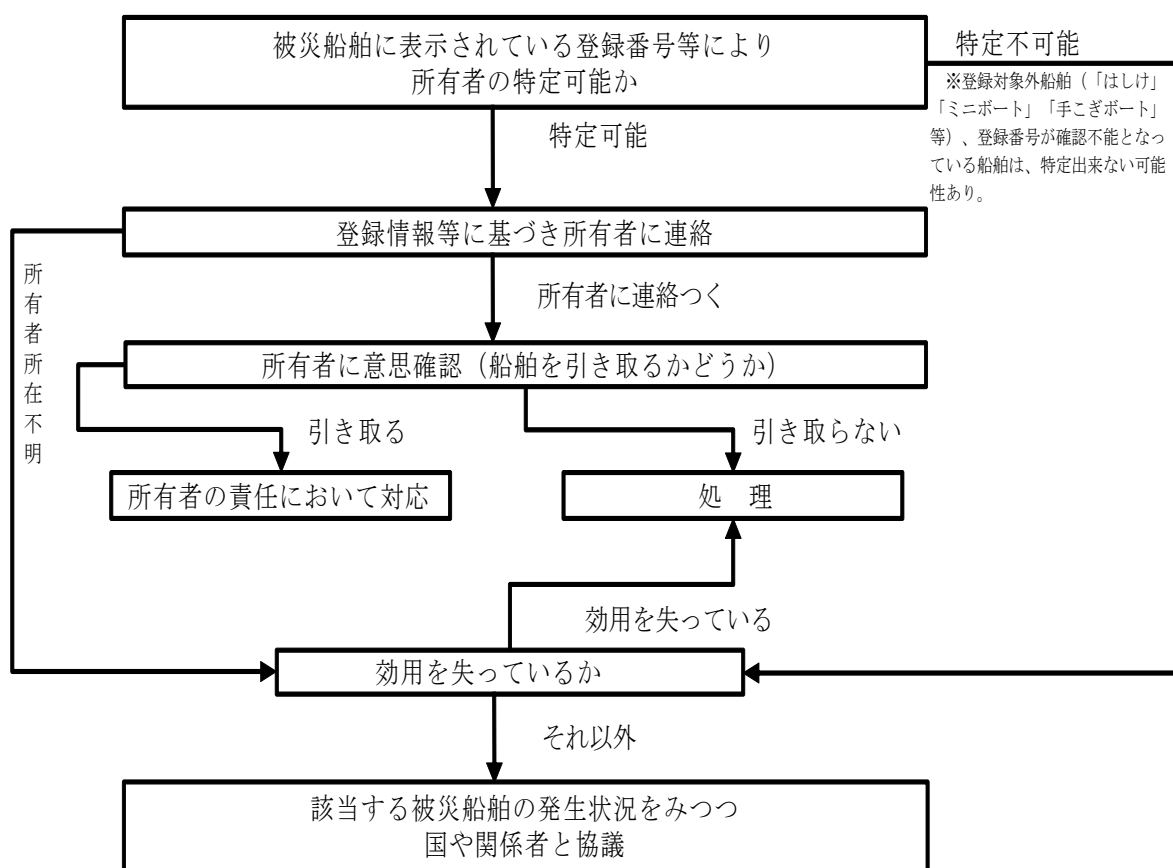 被災船舶に表示されている登録番号等により
所有者の特定可能か
特定不可能
※登録対象外船舶（「はしけ」
「ミニボート」「手こぎボート」
等）、登録番号が確認不能となっ
ている船舶は、特定出来ない可能
性あり。
特定可能
登録情報等に基づき所有者に連絡
所有者所在不明
所有者に連絡つく
所有者に意思確認（船舶を引き取るかどうか）
引き取る
引き取らない
所有者の責任において対応
処　理
効用を失っている
効用を失っているか
それ以外
該当する被災船舶の発生状況をみつつ
国や関係者と協議